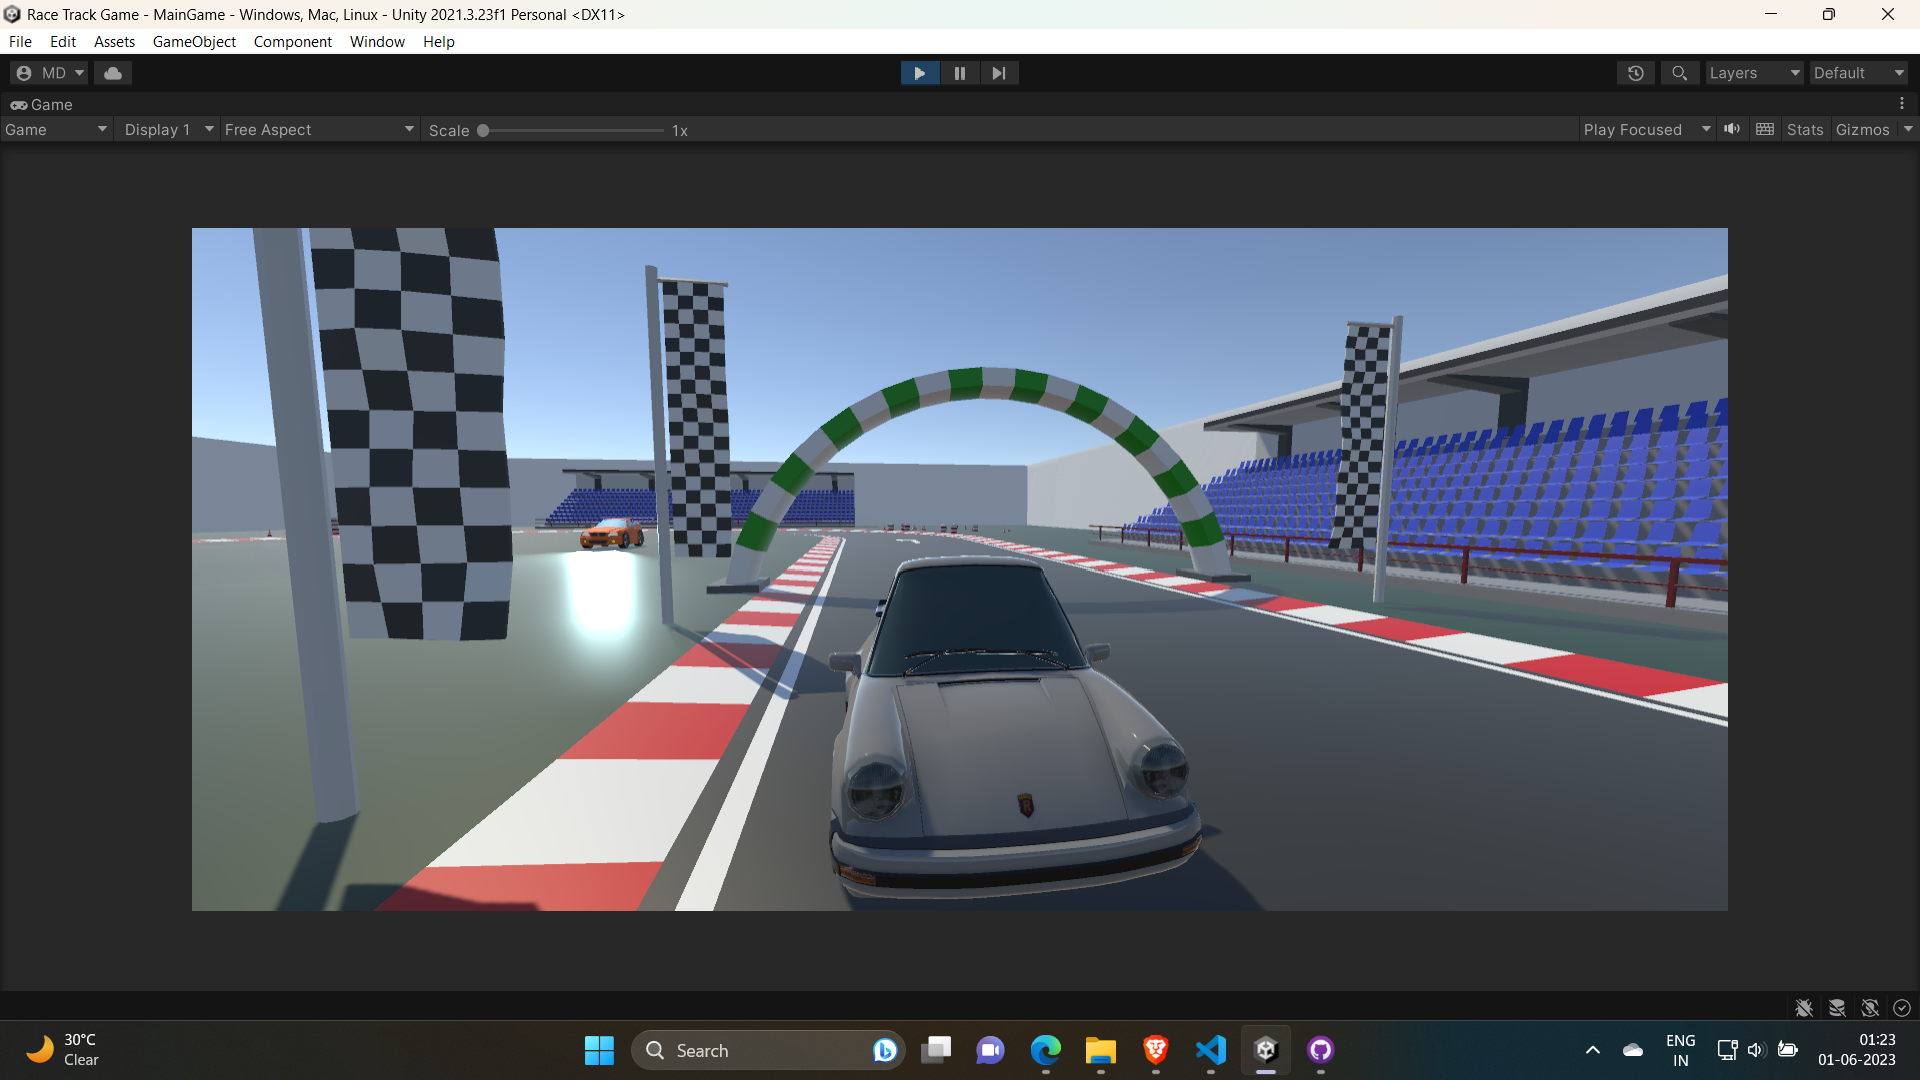 Race Track Game - MainGame - Windows, Mac, Linux - Unity 2021.3.23f1 Personal <DX11>
File Edit Assets GameObject Component Window Help
MD Layers Default
Game
Game Display 1 Free Aspect Scale 1x Play Focused Stats Gizmos
30°C
Clear
Search
ENG
IN
01:23
01-06-2023